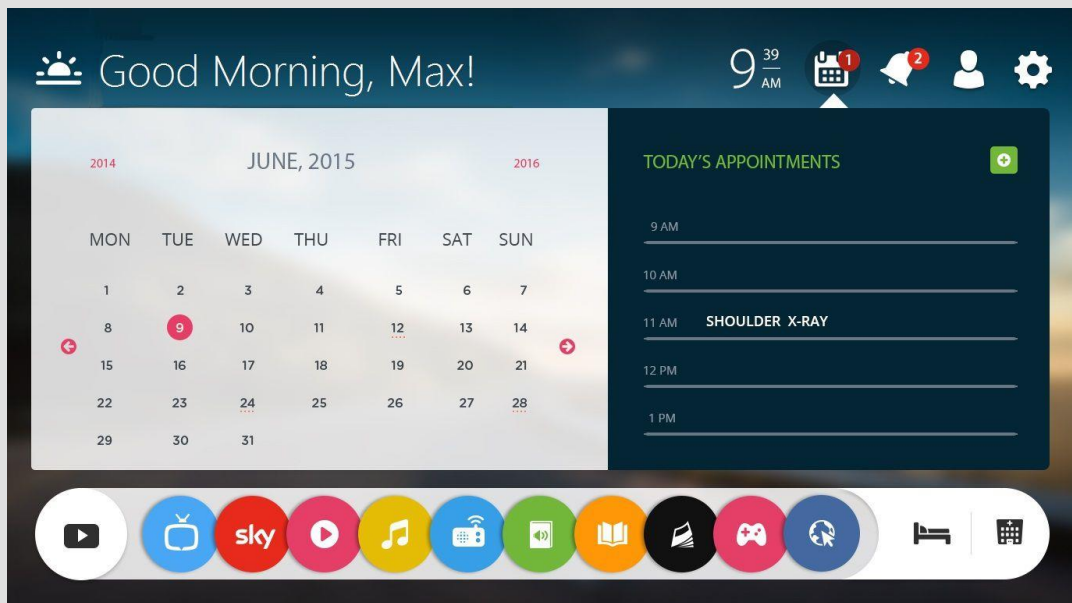 Good Morning, Max!
9 39 AM
1
2
2014 JUNE, 2015 2016
MON TUE WED THU FRI SAT SUN
1 2 3 4 5 6 7
8 9 10 11 12 13 14
15 16 17 18 19 20 21
22 23 24 25 26 27 28
29 30 31
TODAY'S APPOINTMENTS
9 AM
10 AM
11 AM SHOULDER X-RAY
12 PM
1 PM
sky